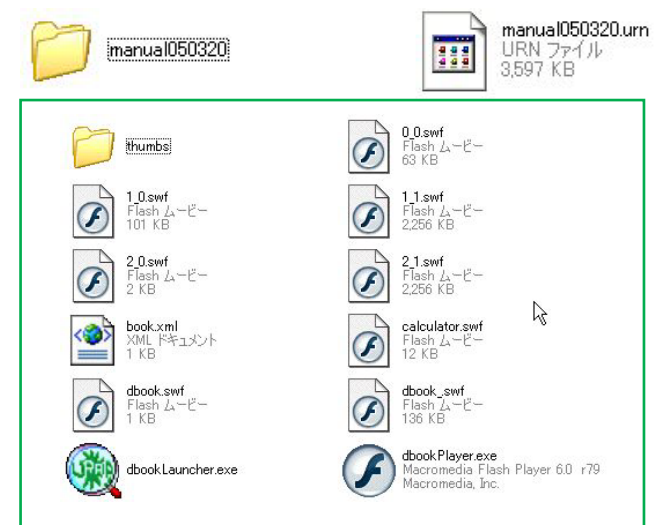 manual050320
manual050320.urn
URN ファイル
3,597 KB
thumbs
0_0.swf
Flash ムービー
63 KB
1_0.swf
Flash ムービー
101 KB
1_1.swf
Flash ムービー
2,256 KB
2_0.swf
Flash ムービー
2 KB
2_1.swf
Flash ムービー
2,256 KB
book.xml
XML ドキュメント
1 KB
calculator.swf
Flash ムービー
12 KB
dbook.swf
Flash ムービー
1 KB
dbook_.swf
Flash ムービー
136 KB
dbookLauncher.exe
dbookPlayer.exe
Macromedia Flash Player 6.0 r79
Macromedia, Inc.